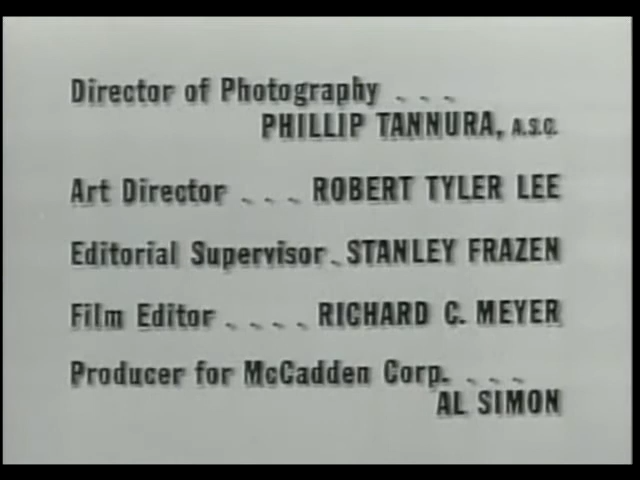 Director of Photography . . .
PHILLIP TANNURA, A.S.C.
Art Director . . . ROBERT TYLER LEE
Editorial Supervisor . STANLEY FRAZEN
Film Editor . . . . RICHARD C. MEYER
Producer for McCadden Corp. . . .
AL SIMON